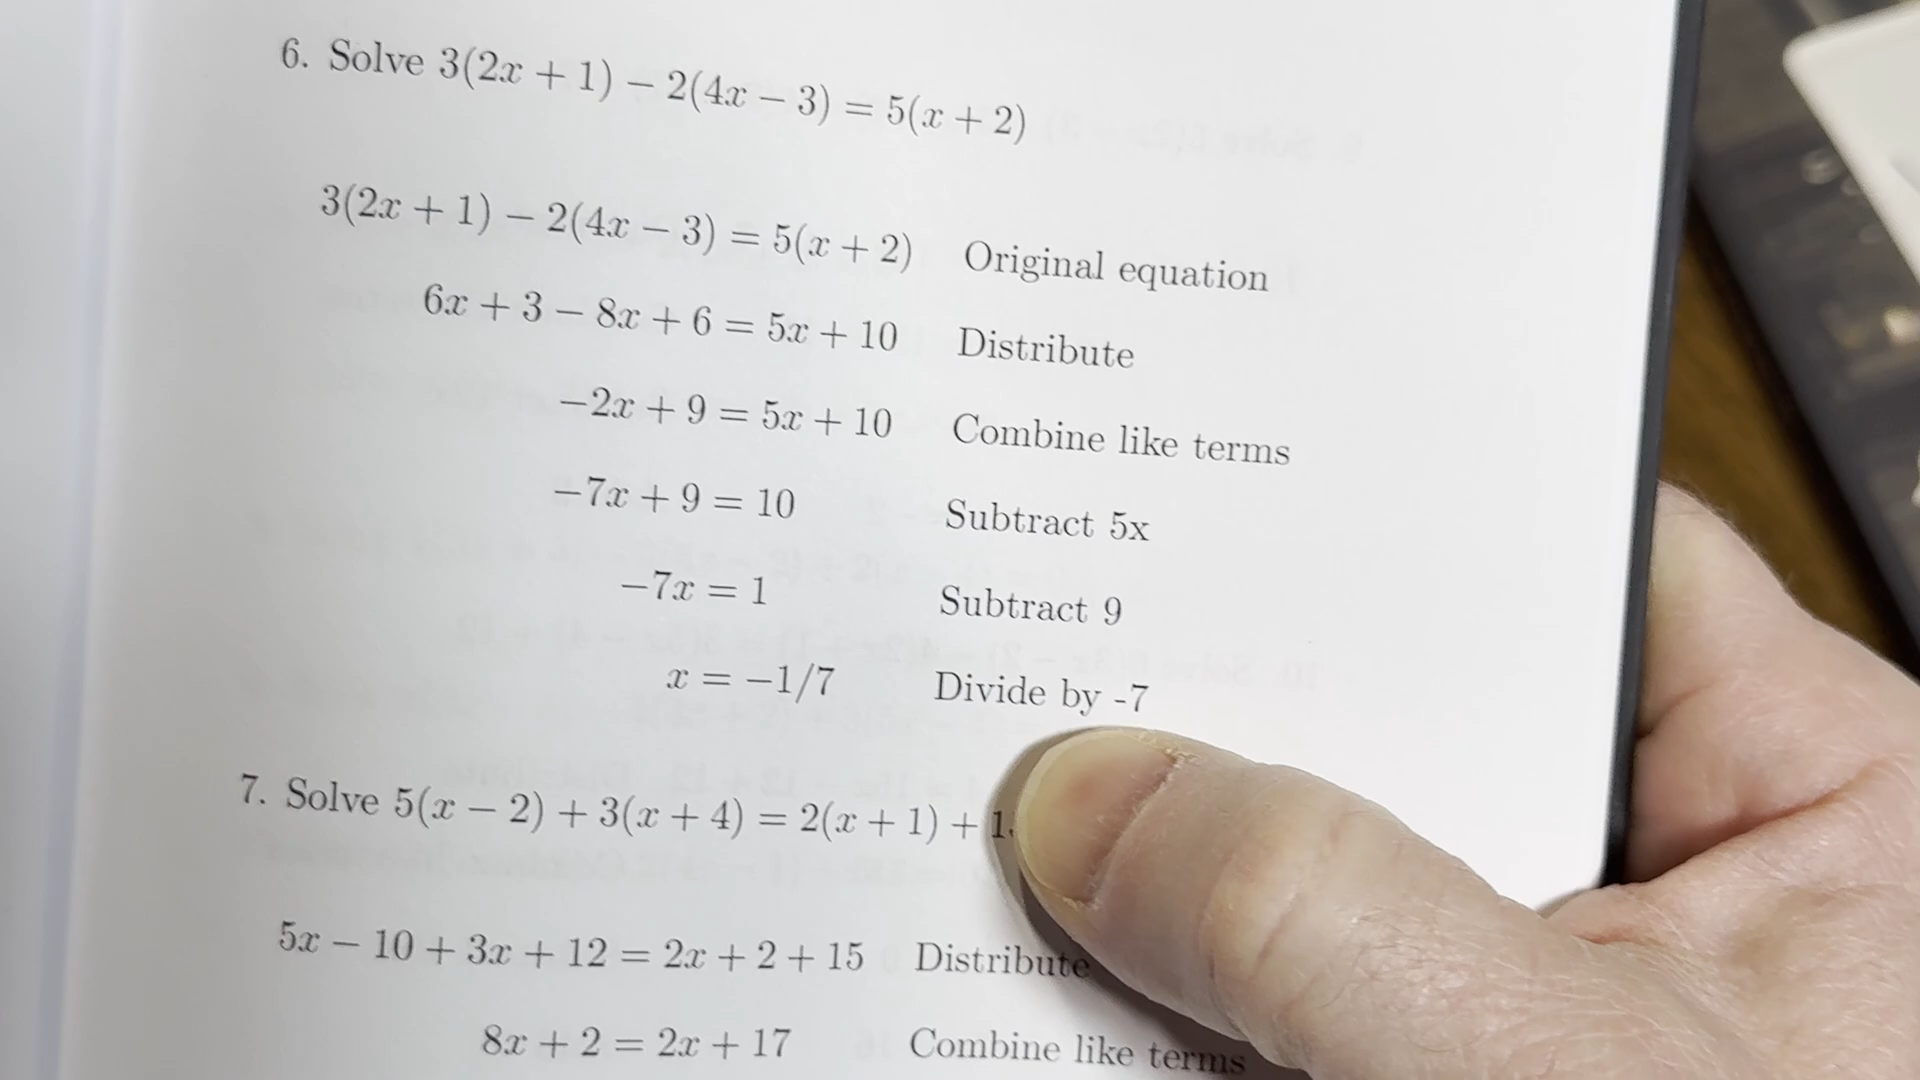 6. Solve 3(2x + 1) − 2(4x − 3) = 5(x + 2)
3(2x + 1) − 2(4x − 3) = 5(x + 2) Original equation
6x + 3 − 8x + 6 = 5x + 10 Distribute
−2x + 9 = 5x + 10 Combine like terms
−7x + 9 = 10 Subtract 5x
−7x = 1 Subtract 9
x = −1/7 Divide by -7
7. Solve 5(x − 2) + 3(x + 4) = 2(x + 1) + 1
5x − 10 + 3x + 12 = 2x + 2 + 15 Distribute
8x + 2 = 2x + 17 Combine like terms